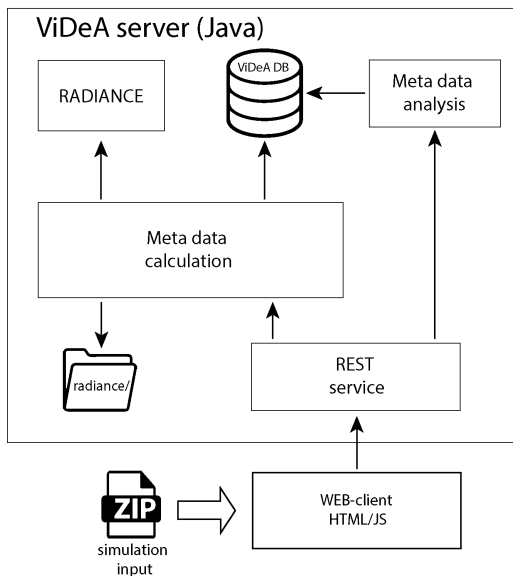 ViDeA server (Java)
RADIANCE
ViDeA DB
Meta data
analysis
Meta data
calculation
radiance/
REST
service
ZIP
simulation
input
WEB-client
HTML/JS